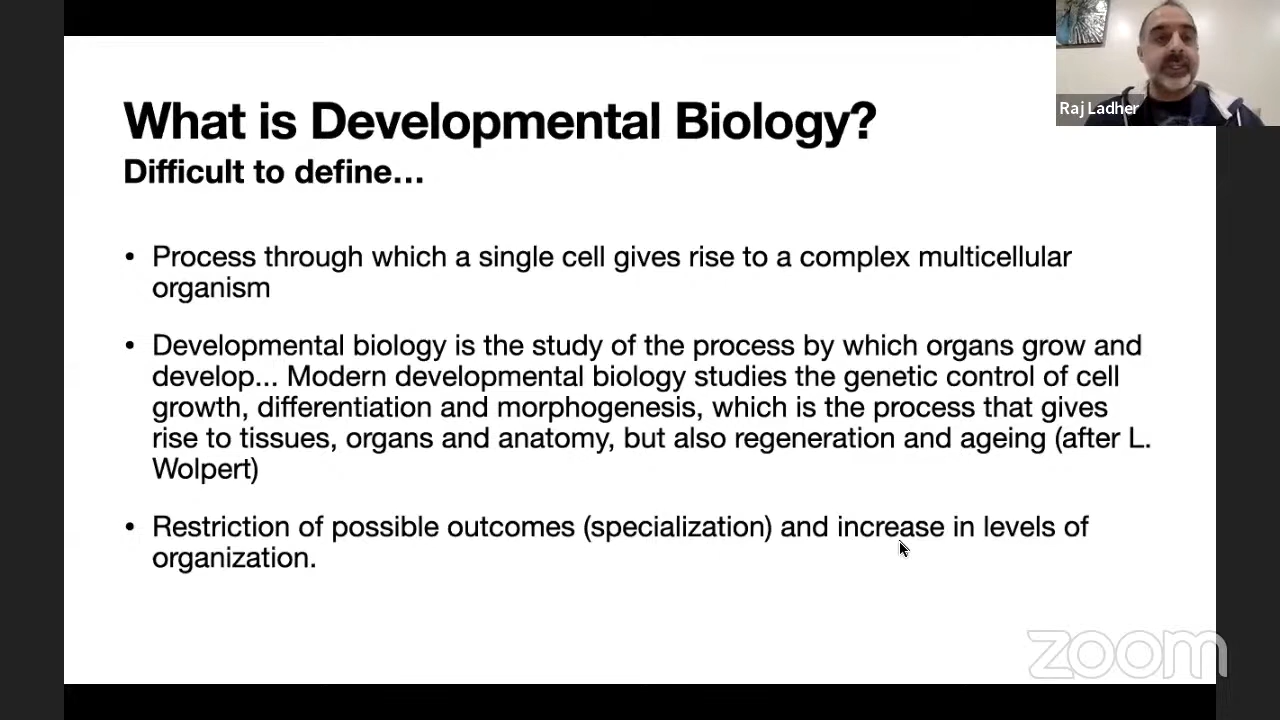 Raj Ladher
What is Developmental Biology?
Difficult to define...
• Process through which a single cell gives rise to a complex multicellular
organism
• Developmental biology is the study of the process by which organs grow and
develop... Modern developmental biology studies the genetic control of cell
growth, differentiation and morphogenesis, which is the process that gives
rise to tissues, organs and anatomy, but also regeneration and ageing (after L.
Wolpert)
• Restriction of possible outcomes (specialization) and increase in levels of
organization.
zoom